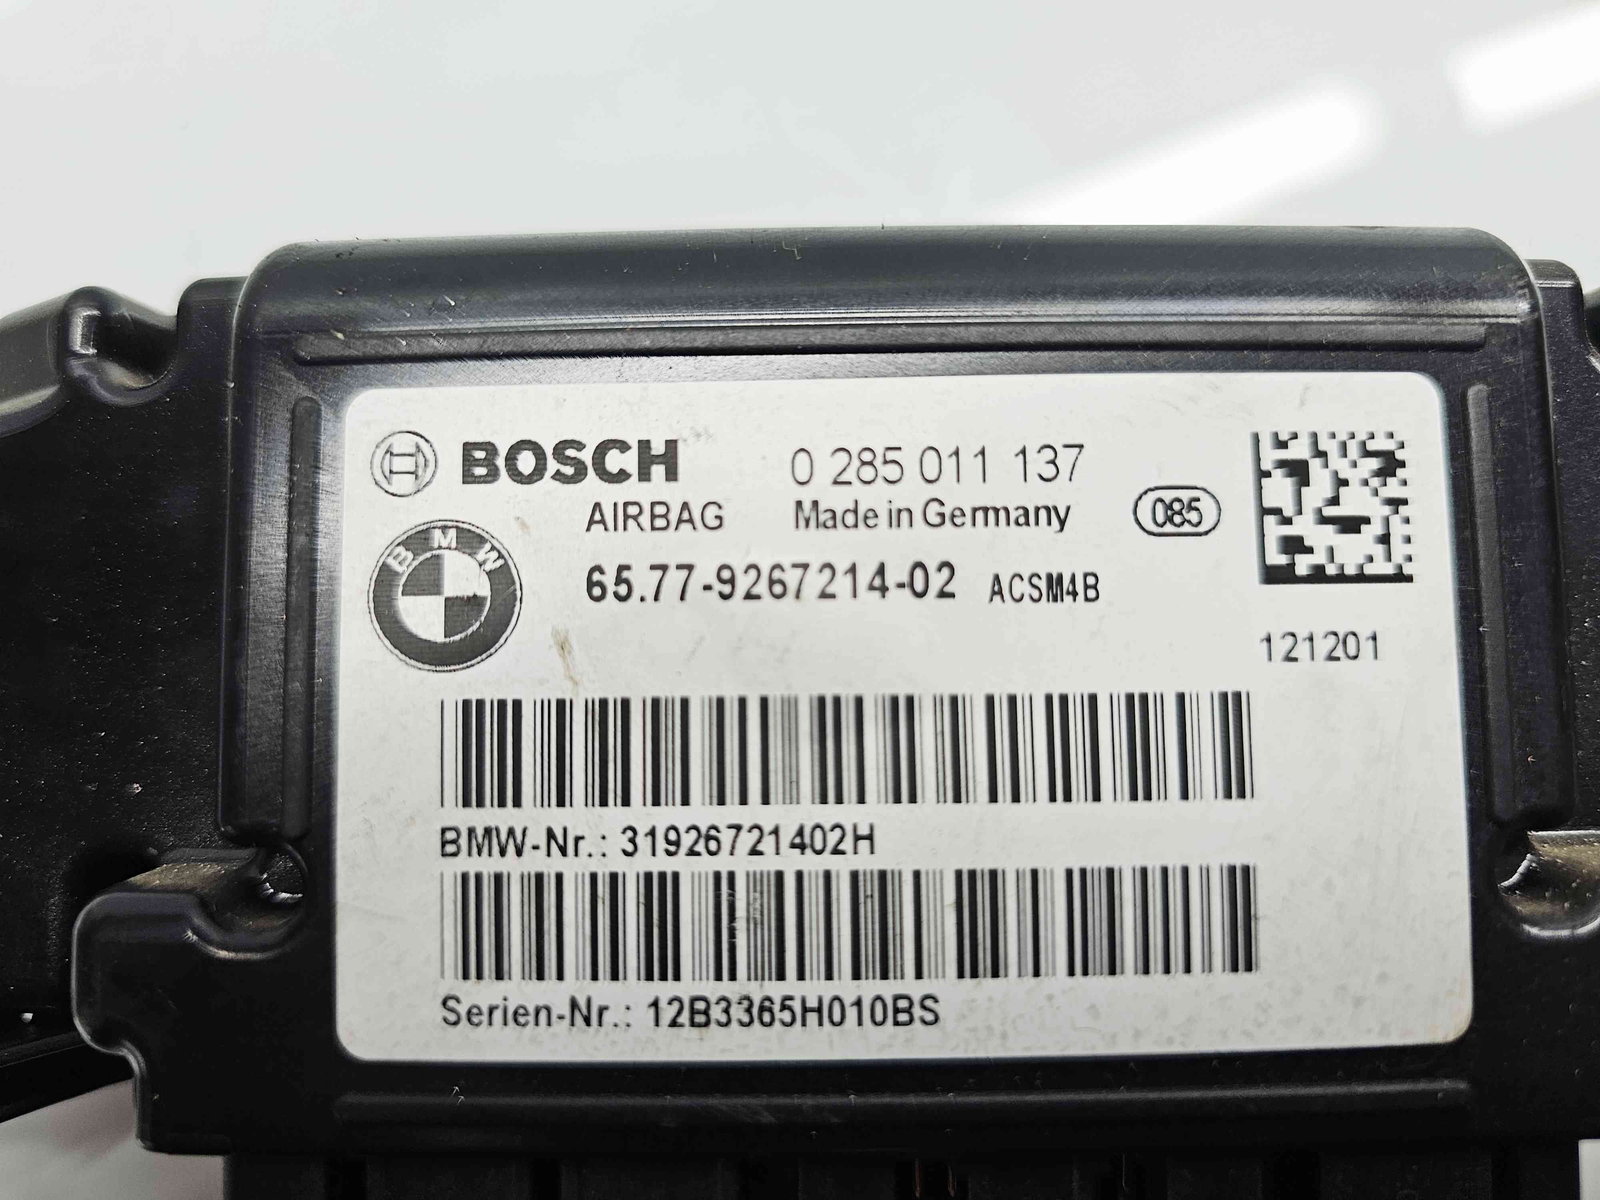 BOSCH 0 285 011 137
AIRBAG Made in Germany 085
BMW
65.77-9267214-02 ACSM4B
121201
BMW-Nr.: 31926721402H
Serien-Nr.: 12B3365H010BS